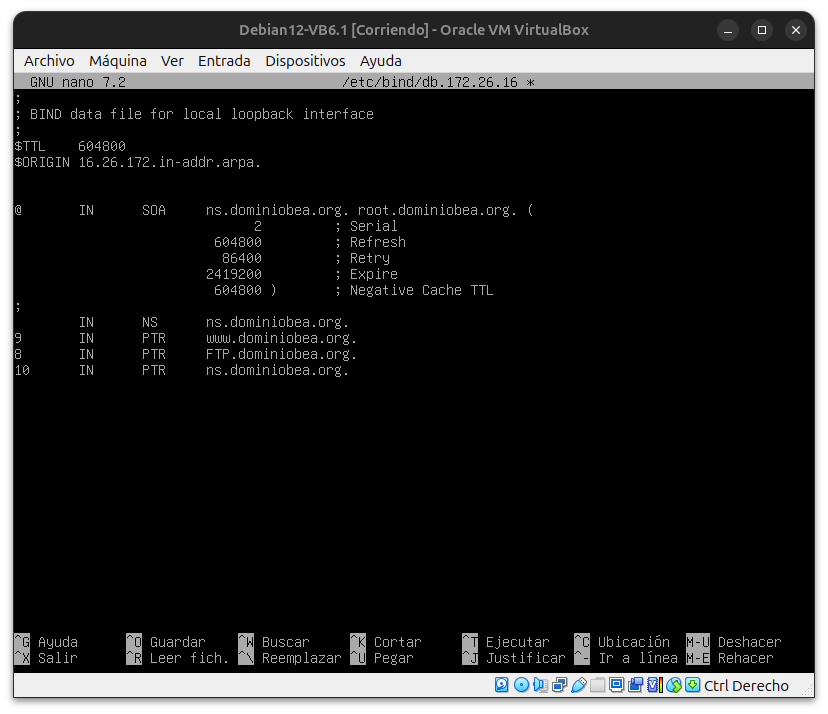 Debian12-VB6.1 [Corriendo] - Oracle VM VirtualBox
Archivo Máquina Ver Entrada Dispositivos Ayuda
GNU nano 7.2 /etc/bind/db.172.26.16 *
;
; BIND data file for local loopback interface
;
$TTL 604800
$ORIGIN 16.26.172.in-addr.arpa.
@ IN SOA ns.dominiobea.org. root.dominiobea.org. (
2 ; Serial
604800 ; Refresh
86400 ; Retry
2419200 ; Expire
604800 ) ; Negative Cache TTL
;
IN NS ns.dominiobea.org.
9 IN PTR www.dominiobea.org.
8 IN PTR FTP.dominiobea.org.
10 IN PTR ns.dominiobea.org.
^G Ayuda ^O Guardar ^W Buscar ^K Cortar ^T Ejecutar ^C Ubicación M-U Deshacer
^X Salir ^R Leer fich. ^\ Reemplazar ^U Pegar ^J Justificar ^- Ir a línea M-E Rehacer
Ctrl Derecho